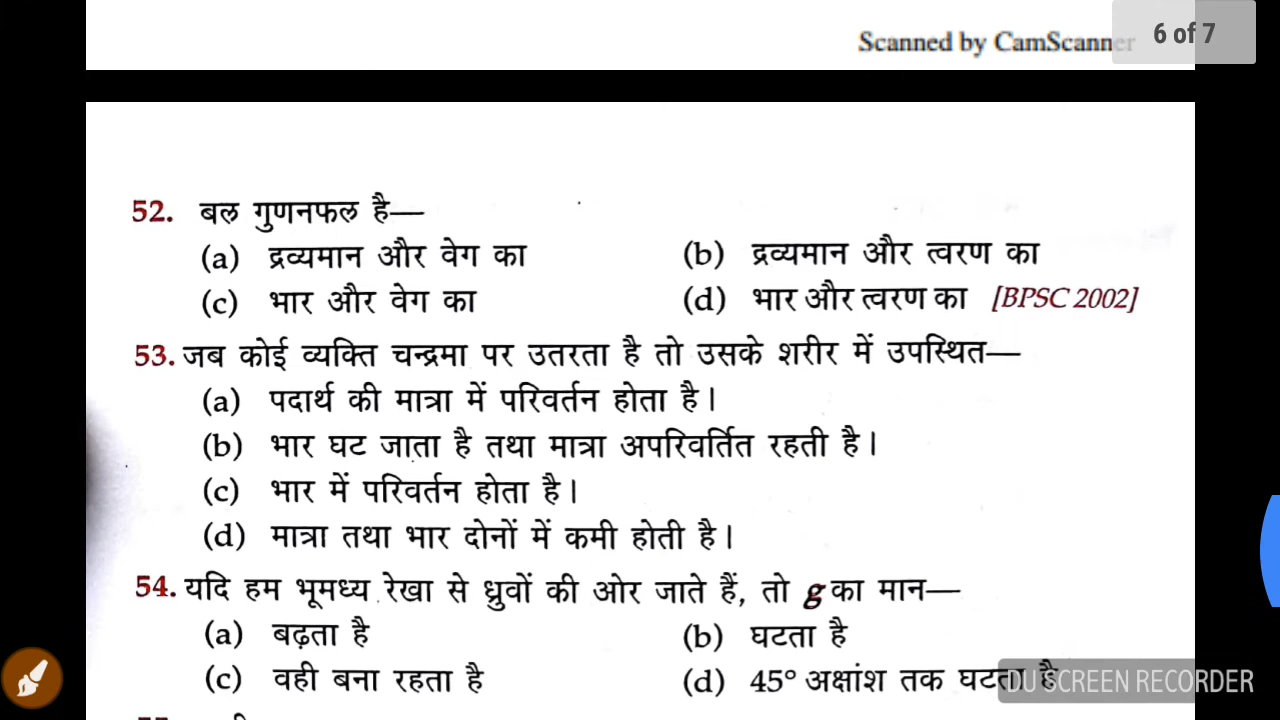 Scanned by CamScanner
6 of 7
52. बल गुणनफल है—
(a) द्रव्यमान और वेग का (b) द्रव्यमान और त्वरण का
(c) भार और वेग का (d) भार और त्वरण का [BPSC 2002]
53. जब कोई व्यक्ति चन्द्रमा पर उतरता है तो उसके शरीर में उपस्थित—
(a) पदार्थ की मात्रा में परिवर्तन होता है।
(b) भार घट जाता है तथा मात्रा अपरिवर्तित रहती है।
(c) भार में परिवर्तन होता है।
(d) मात्रा तथा भार दोनों में कमी होती है।
54. यदि हम भूमध्य रेखा से ध्रुवों की ओर जाते हैं, तो g का मान—
(a) बढ़ता है (b) घटता है
(c) वही बना रहता है (d) 45° अक्षांश तक घटता है
DU SCREEN RECORDER